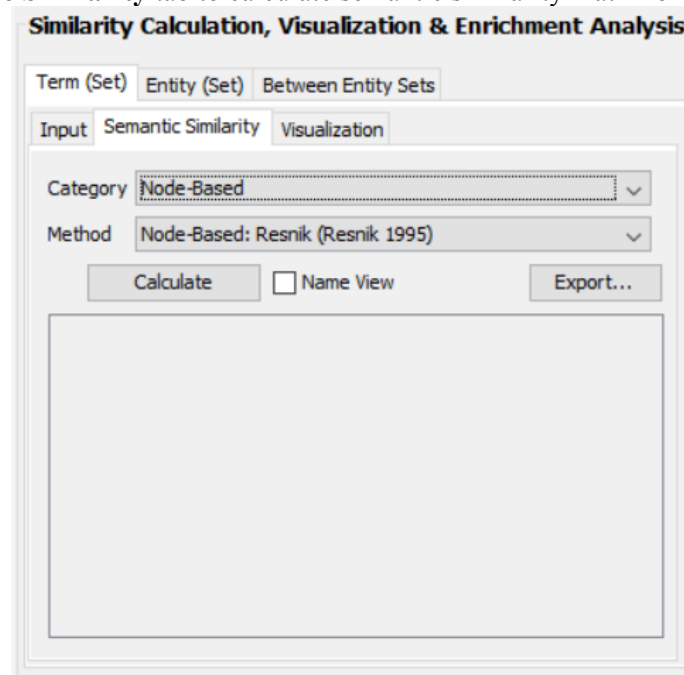 Similarity Calculation, Visualization & Enrichment Analysis
Term (Set) Entity (Set) Between Entity Sets
Input Semantic Similarity Visualization
Category Node-Based
Method Node-Based: Resnik (Resnik 1995)
Calculate Name View Export...